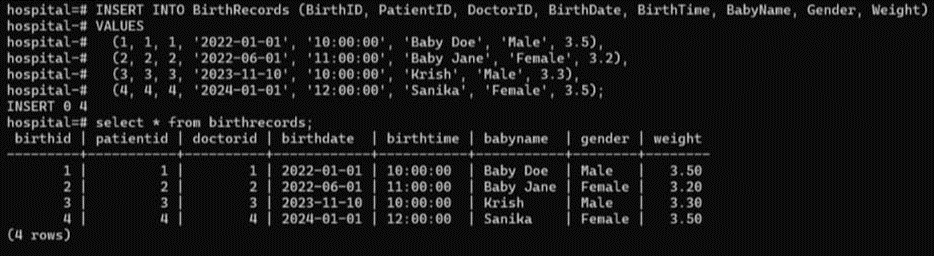 hospital=# INSERT INTO BirthRecords (BirthID, PatientID, DoctorID, BirthDate, BirthTime, BabyName, Gender, Weight)
hospital-# VALUES
hospital-#   (1, 1, 1, '2022-01-01', '10:00:00', 'Baby Doe', 'Male', 3.5),
hospital-#   (2, 2, 2, '2022-06-01', '11:00:00', 'Baby Jane', 'Female', 3.2),
hospital-#   (3, 3, 3, '2023-11-10', '10:00:00', 'Krish', 'Male', 3.3),
hospital-#   (4, 4, 4, '2024-01-01', '12:00:00', 'Sanika', 'Female', 3.5);
INSERT 0 4
hospital=# select * from birthrecords;
 birthid | patientid | doctorid | birthdate  | birthtime | babyname  | gender | weight
---------+-----------+----------+------------+-----------+-----------+--------+--------
       1 |         1 |        1 | 2022-01-01 | 10:00:00  | Baby Doe  | Male   |   3.50
       2 |         2 |        2 | 2022-06-01 | 11:00:00  | Baby Jane | Female |   3.20
       3 |         3 |        3 | 2023-11-10 | 10:00:00  | Krish     | Male   |   3.30
       4 |         4 |        4 | 2024-01-01 | 12:00:00  | Sanika    | Female |   3.50
(4 rows)